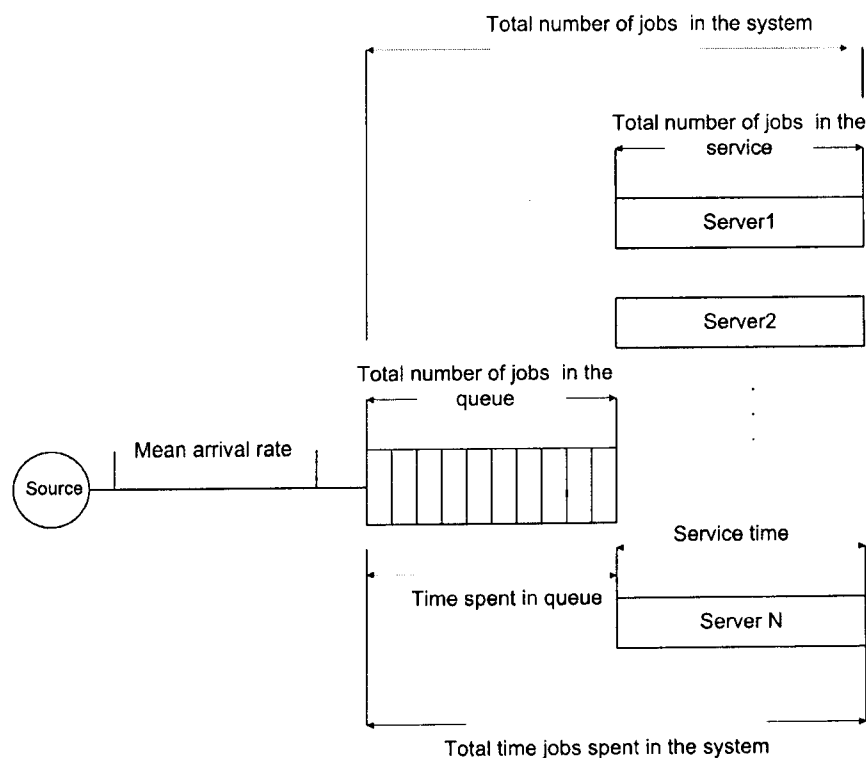 Total number of jobs in the system
Total number of jobs in the
service
Server1
Server2
Total number of jobs in the
queue
Mean arrival rate
Source
Service time
Time spent in queue
Server N
Total time jobs spent in the system